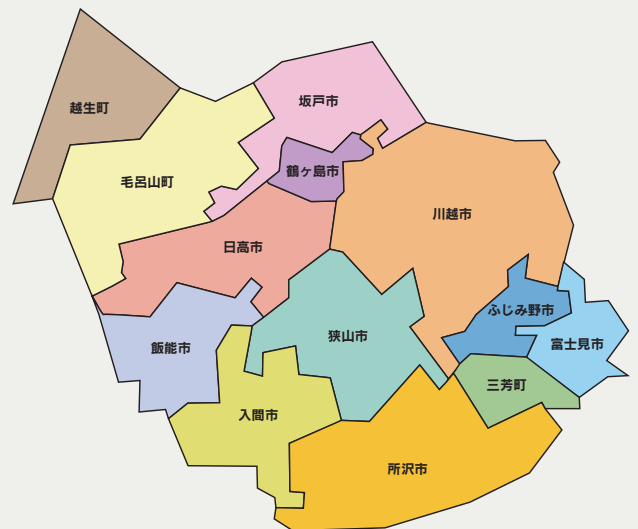 越生町
坂戸市
鶴ヶ島市
毛呂山町
川越市
日高市
ふじみ野市
狭山市
富士見市
飯能市
三芳町
入間市
所沢市